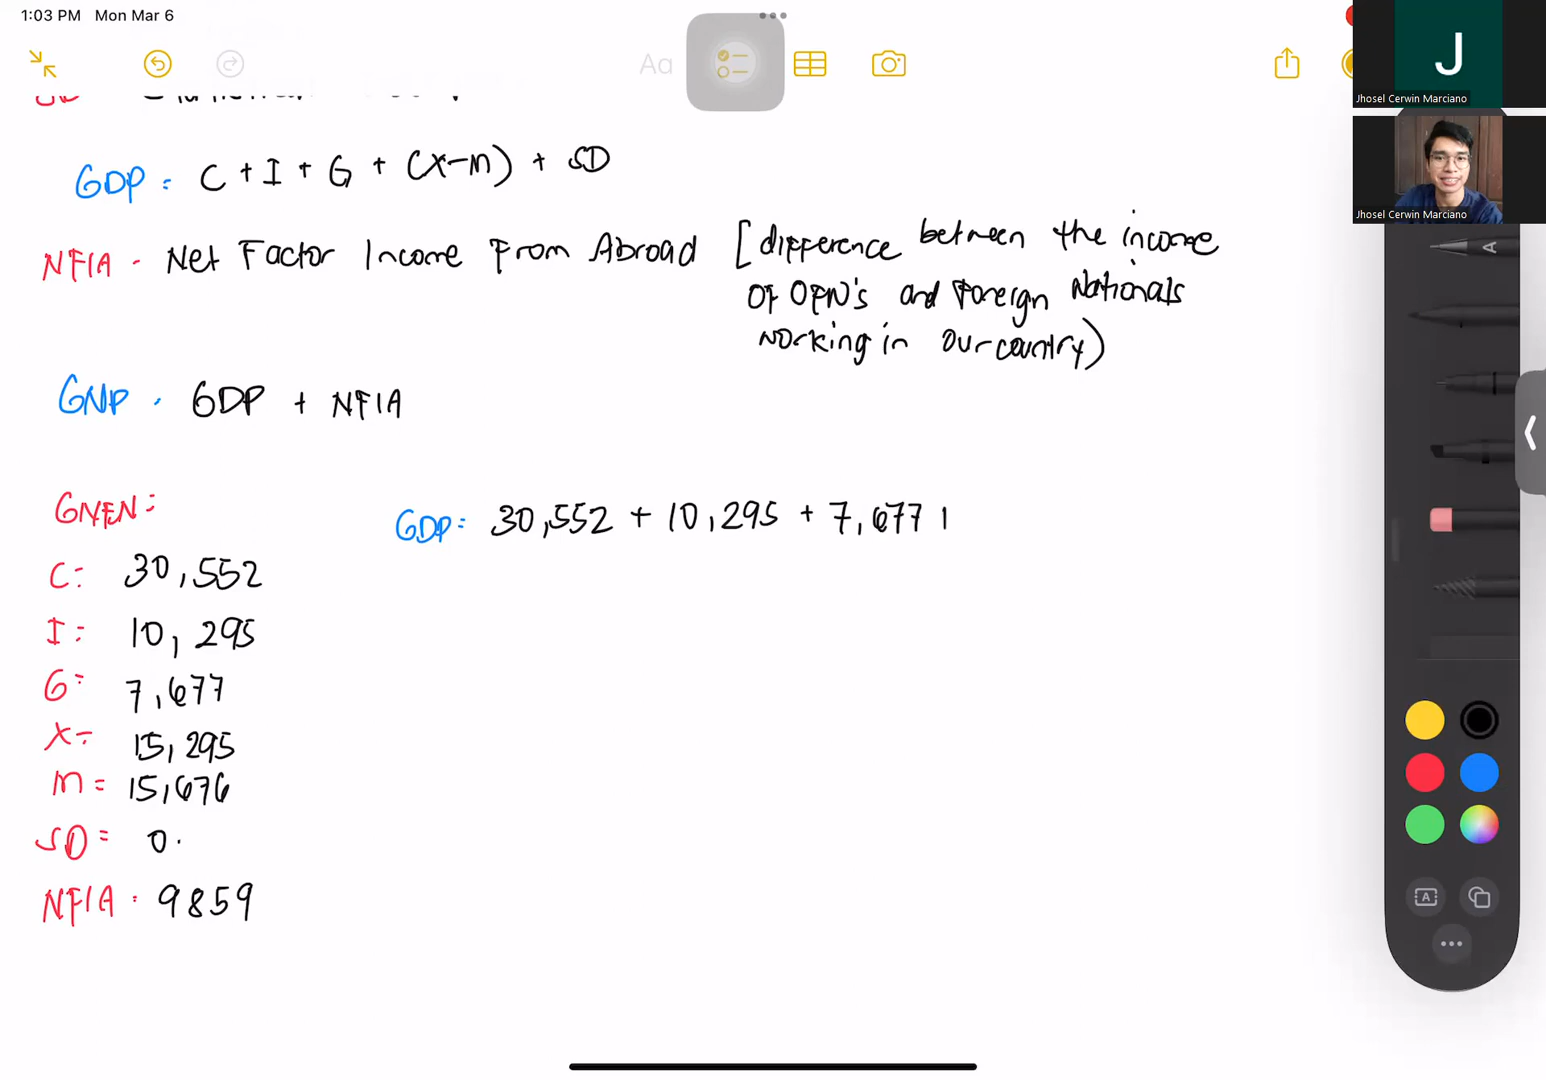 1:03 PM Mon Mar 6
Aa
J
Jhosel Cerwin Marciano
Jhosel Cerwin Marciano
GDP = C + I + G + (X-M) + SD
NFIA - Net Factor Income From Abroad [difference between the income
of OFW's and Foreign Nationals
working in our country)
GNP = GDP + NFIA
GIVEN:
GDP: 30,552 + 10,295 + 7,677
C: 30,552
I: 10,295
G: 7,677
X= 15,295
M= 15,676
SD= 0.
NFIA = 9859